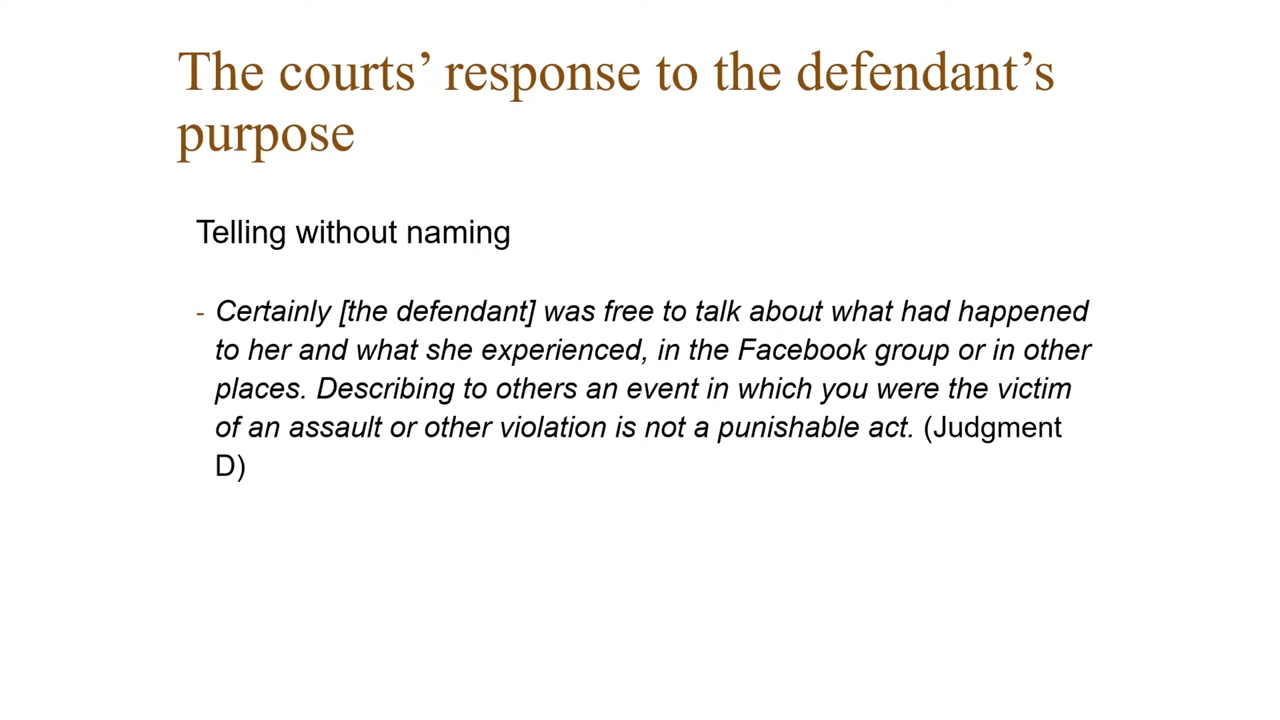 The courts’ response to the defendant’s
purpose
Telling without naming
- Certainly [the defendant] was free to talk about what had happened
to her and what she experienced, in the Facebook group or in other
places. Describing to others an event in which you were the victim
of an assault or other violation is not a punishable act. (Judgment
D)